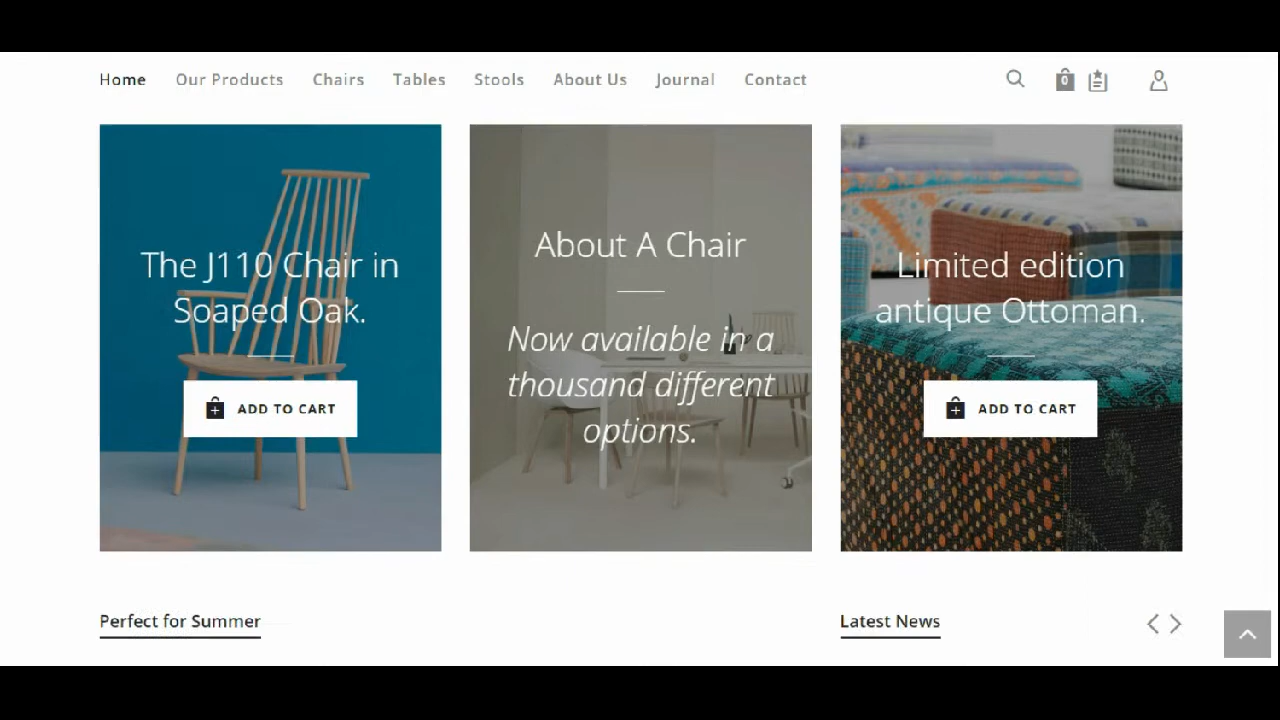 Home Our Products Chairs Tables Stools About Us Journal Contact
0
The J110 Chair in
Soaped Oak.
ADD TO CART
About A Chair
Now available in a
thousand different
options.
Limited edition
antique Ottoman.
ADD TO CART
Perfect for Summer
Latest News